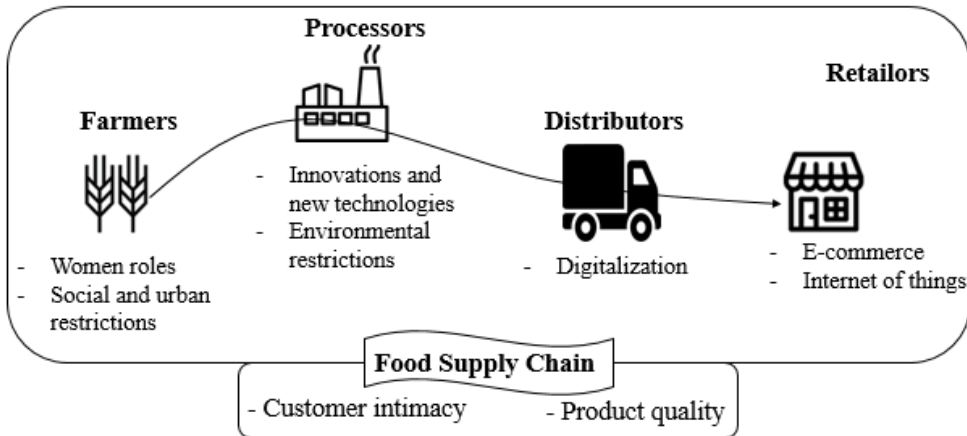 Processors
Retailors
Farmers
Distributors
- Innovations and
new technologies
- Environmental
restrictions
- Women roles
- Social and urban
restrictions
- Digitalization
- E-commerce
- Internet of things
Food Supply Chain
- Customer intimacy
- Product quality